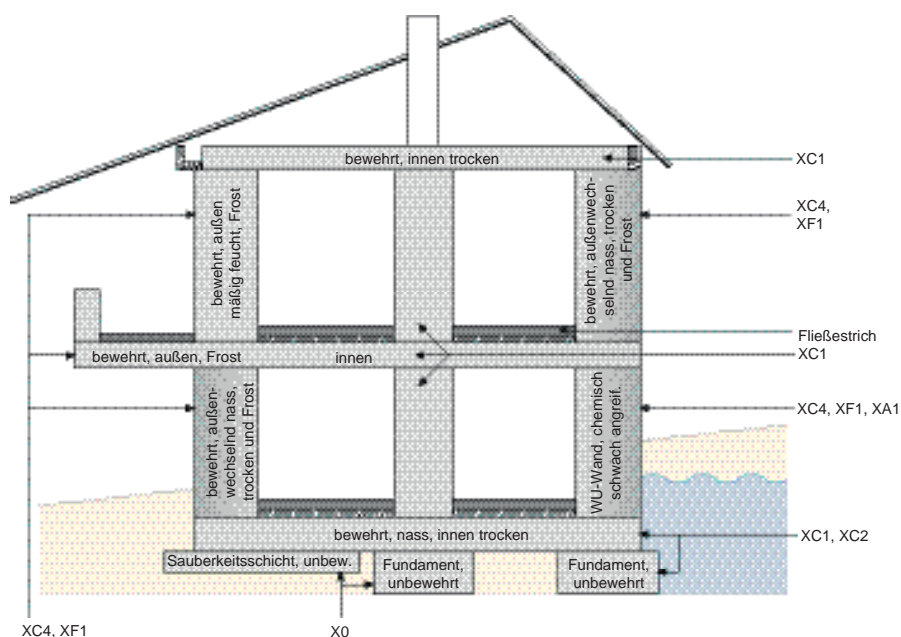 bewehrt, innen trocken
XC1
bewehrt, außen
mäßig feucht, Frost
bewehrt, außenwech-
selnd nass, trocken
und Frost
XC4,
XF1
Fließestrich
bewehrt, außen, Frost
innen
XC1
bewehrt, außen-
wechselnd nass,
trocken und Frost
WU-Wand, chemisch
schwach angreif.
XC4, XF1, XA1
bewehrt, nass, innen trocken
XC1, XC2
Sauberkeitsschicht, unbew.
Fundament,
unbewehrt
Fundament,
unbewehrt
XC4, XF1
X0